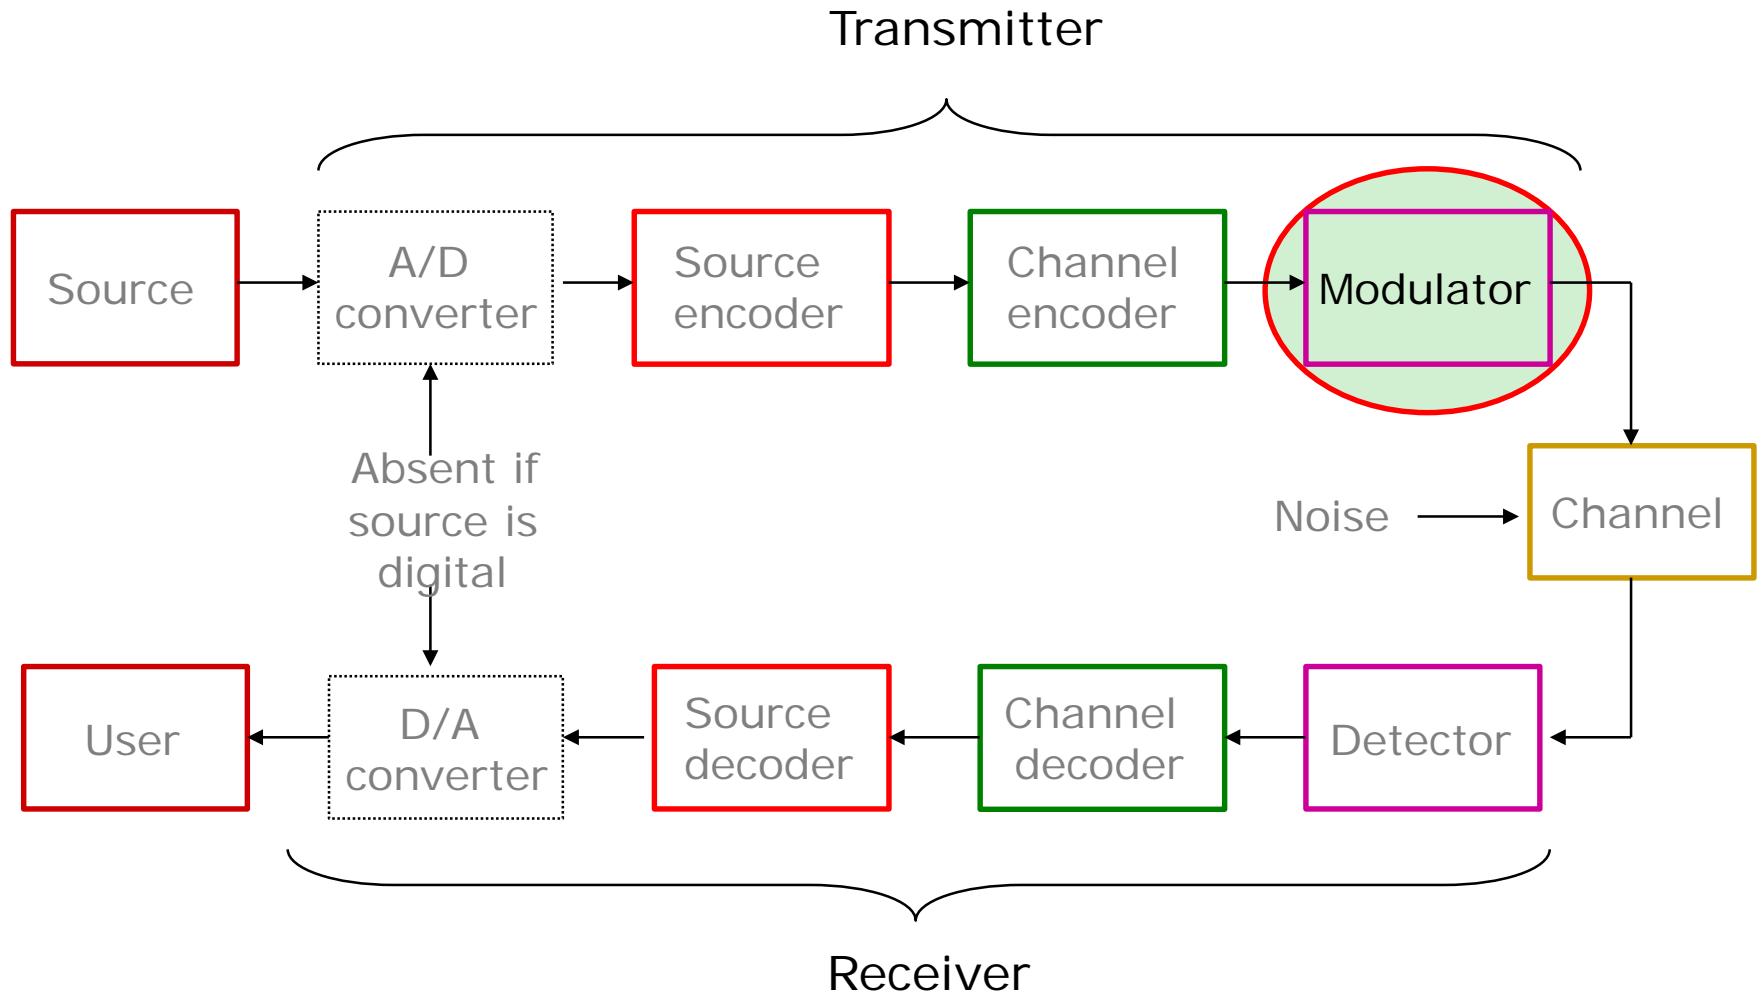 Transmitter
Source
A/D
converter
Source
encoder
Channel
encoder
Modulator
Absent if
source is
digital
Noise
Channel
User
D/A
converter
Source
decoder
Channel
decoder
Detector
Receiver